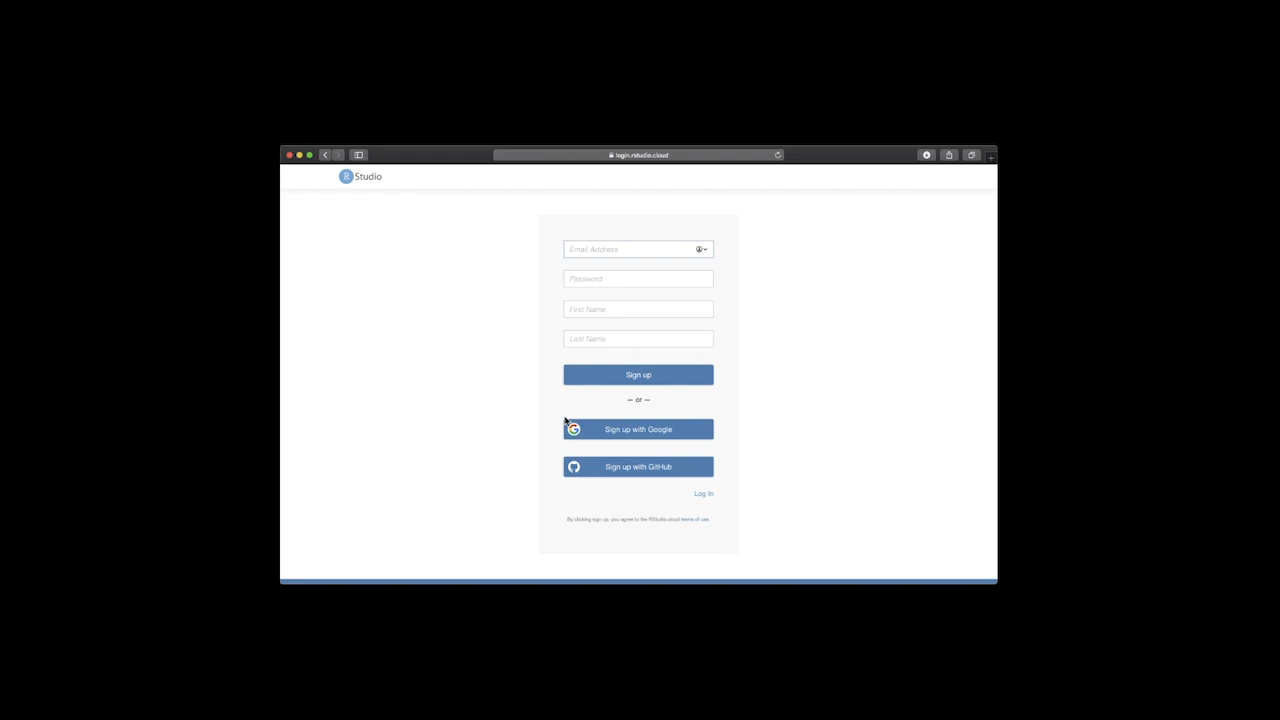 login.rstudio.cloud
R Studio
Email Address
Password
First Name
Last Name
Sign up
— or —
Sign up with Google
Sign up with GitHub
Log In
By clicking sign up, you agree to the RStudio.cloud terms of use.